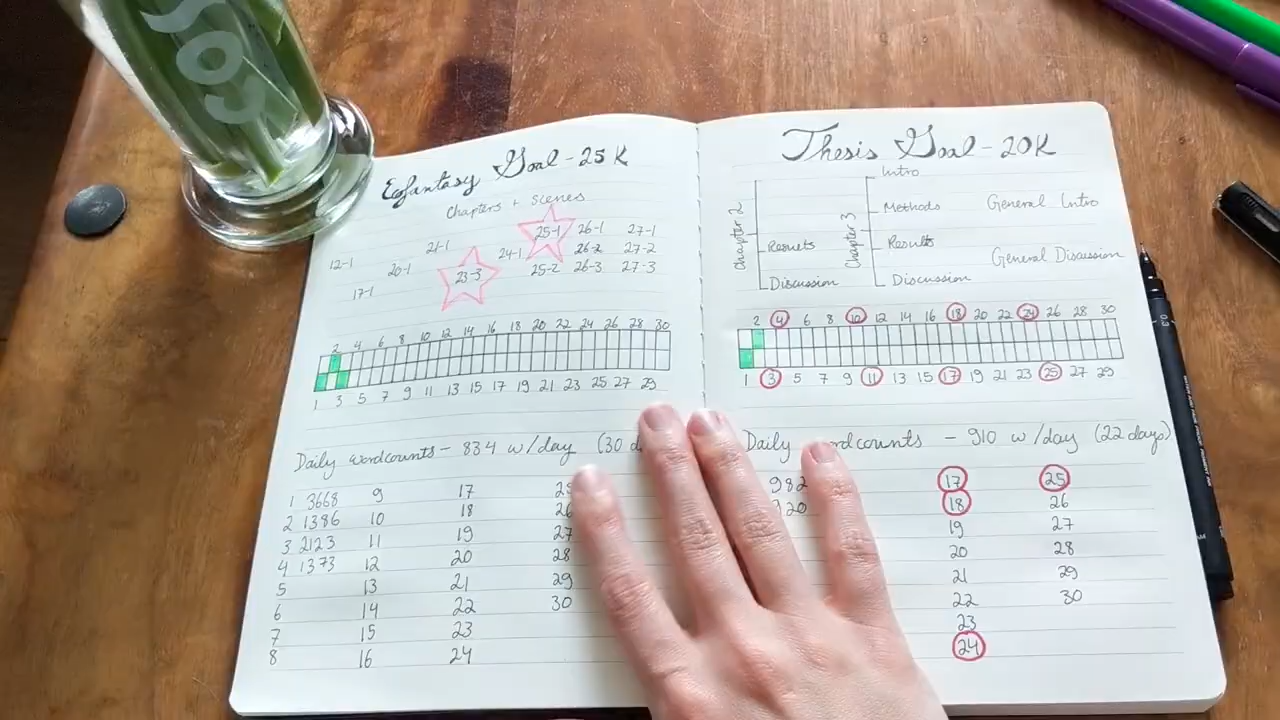 Eofantasy Goal - 25K
Chapters + Scenes
25-1 26-1 27-1
21-1 24-1 26-2 27-2
12-1 20-1 23-3 25-2 26-3 27-3
17-1
2 4 6 8 10 12 14 16 18 20 22 24 26 28 30
1 3 5 7 9 11 13 15 17 19 21 23 25 27 29
Daily wordcounts - 834 w/day (30
1 3668 9 17 25
2 1386 10 18 26
3 2123 11 19 27
4 1373 12 20 28
5 13 21 29
6 14 22 30
7 15 23
8 16 24
Thesis Goal - 20K
Chapter 2
Results
Discussion
Chapter 3
Intro
Methods
Results
Discussion
General Intro
General Discussion
2 4 6 8 10 12 14 16 18 20 22 24 26 28 30
1 3 5 7 9 11 13 15 17 19 21 23 25 27 29
Daily wordcounts - 910 w/day (22 days)
982 17 25
18 26
19 27
20 28
21 29
22 30
23
24
0.3